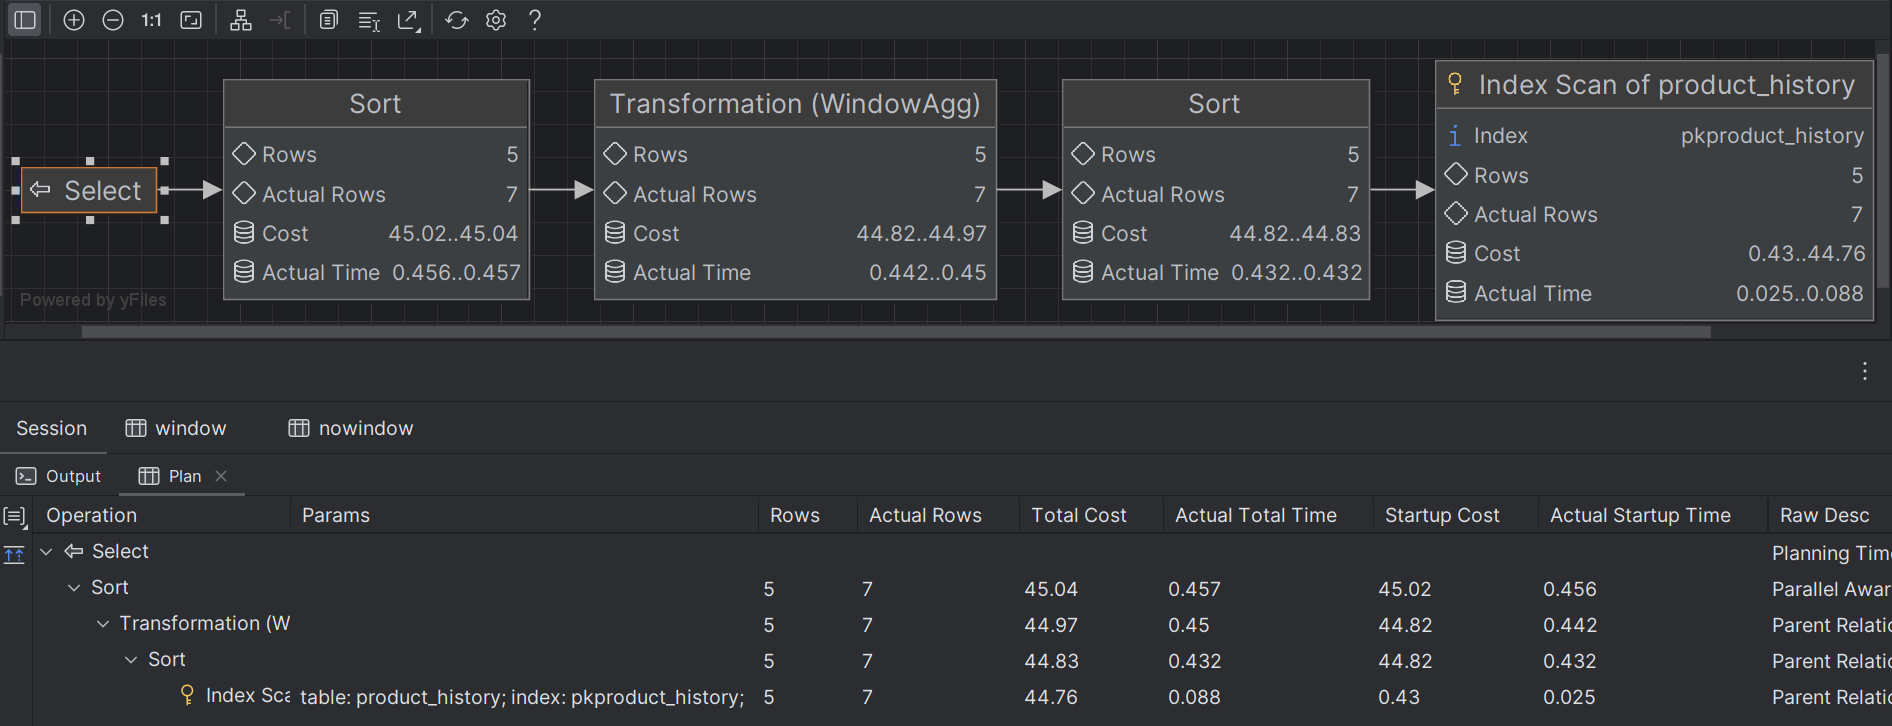 1:1 ?
Sort
Rows 5
Actual Rows 7
Cost 45.02..45.04
Actual Time 0.456..0.457
Transformation (WindowAgg)
Rows 5
Actual Rows 7
Cost 44.82..44.97
Actual Time 0.442..0.45
Sort
Rows 5
Actual Rows 7
Cost 44.82..44.83
Actual Time 0.432..0.432
Index Scan of product_history
Index pkproduct_history
Rows 5
Actual Rows 7
Cost 0.43..44.76
Actual Time 0.025..0.088
Select
Powered by yFiles
Session window nowindow
Output Plan
Operation Params Rows Actual Rows Total Cost Actual Total Time Startup Cost Actual Startup Time Raw Desc
Select Planning Time
Sort 5 7 45.04 0.457 45.02 0.456 Parallel Awar
Transformation (W 5 7 44.97 0.45 44.82 0.442 Parent Relatic
Sort 5 7 44.83 0.432 44.82 0.432 Parent Relatic
Index Sca table: product_history; index: pkproduct_history; 5 7 44.76 0.088 0.43 0.025 Parent Relatic